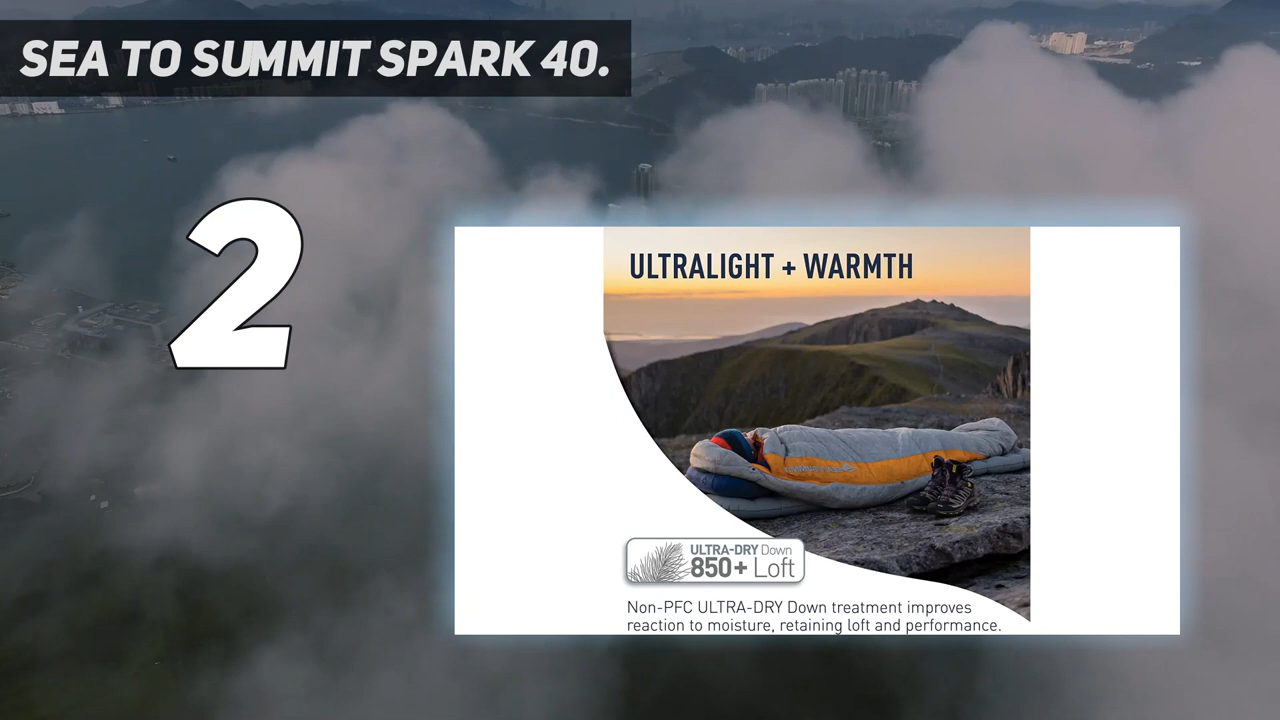 SEA TO SUMMIT SPARK 40.
2
ULTRALIGHT + WARMTH
ULTRA-DRY Down
850+ Loft
Non-PFC ULTRA-DRY Down treatment improves
reaction to moisture, retaining loft and performance.